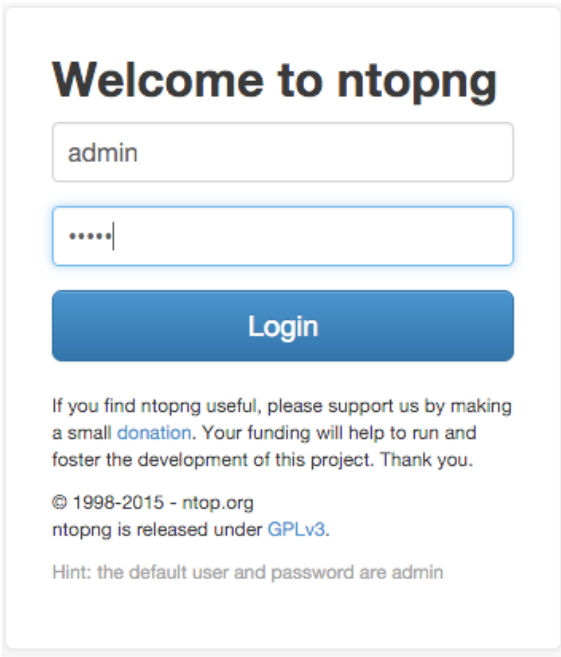 Welcome to ntopng
admin
•••••
Login
If you find ntopng useful, please support us by making
a small donation. Your funding will help to run and
foster the development of this project. Thank you.
© 1998-2015 - ntop.org
ntopng is released under GPLv3.
Hint: the default user and password are admin